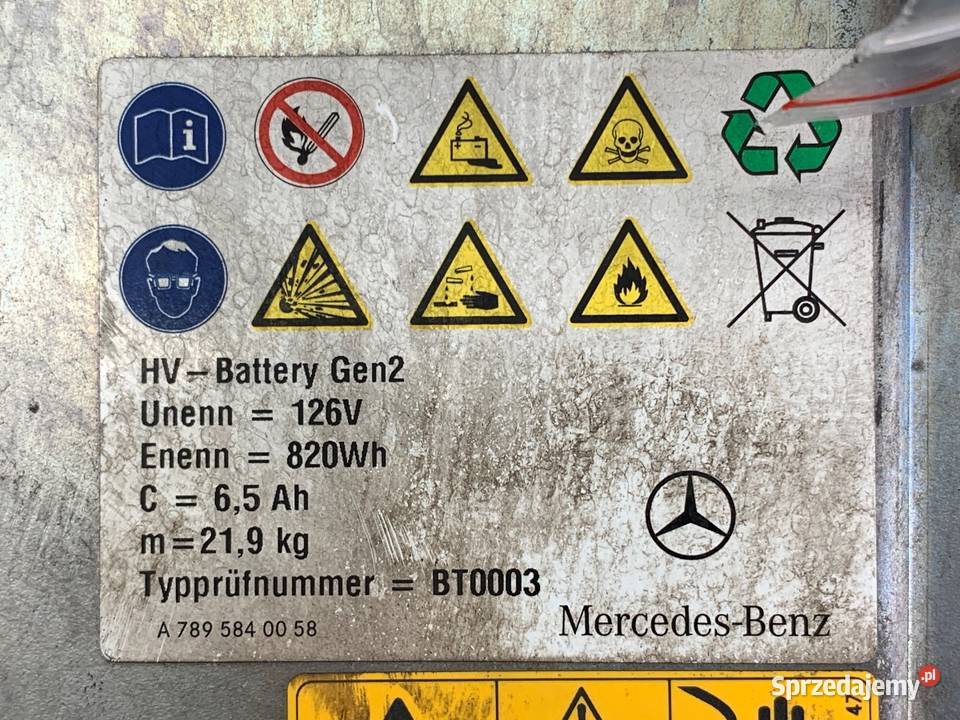 HV-Battery Gen2
Unenn = 126V
Enenn = 820Wh
C = 6,5 Ah
m=21,9 kg
Typprüfnummer = BT0003
A 789 584 00 58
Mercedes-Benz
47
Sprzedajemy.pl